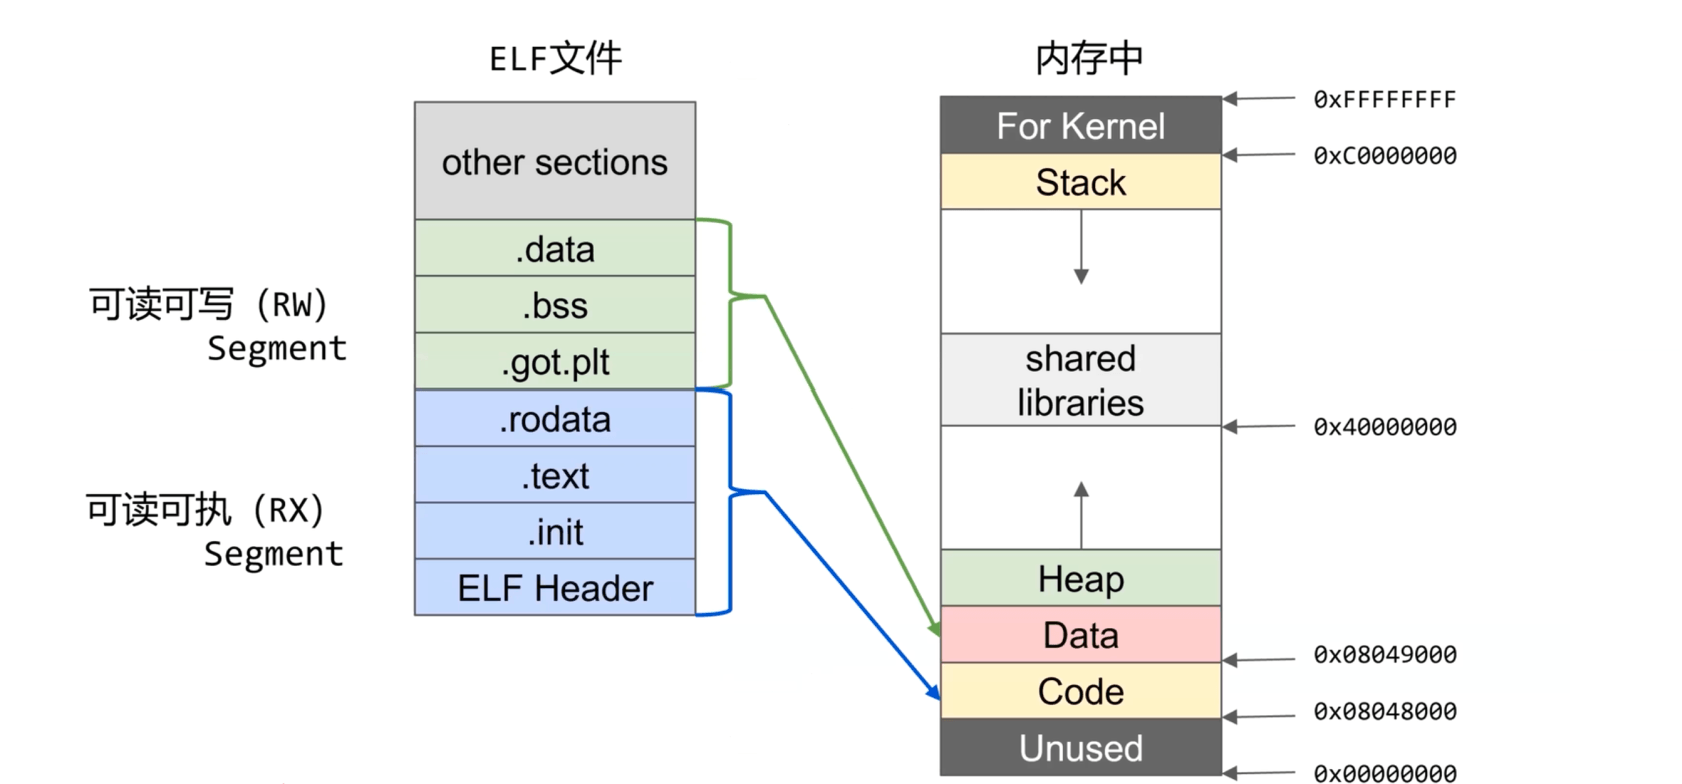 ELF文件
other sections
.data
.bss
.got.plt
.rodata
.text
.init
ELF Header
可读可写（RW）
Segment
可读可执（RX）
Segment
内存中
For Kernel
Stack
shared
libraries
Heap
Data
Code
Unused
0xFFFFFFFF
0xC0000000
0x40000000
0x08049000
0x08048000
0x00000000